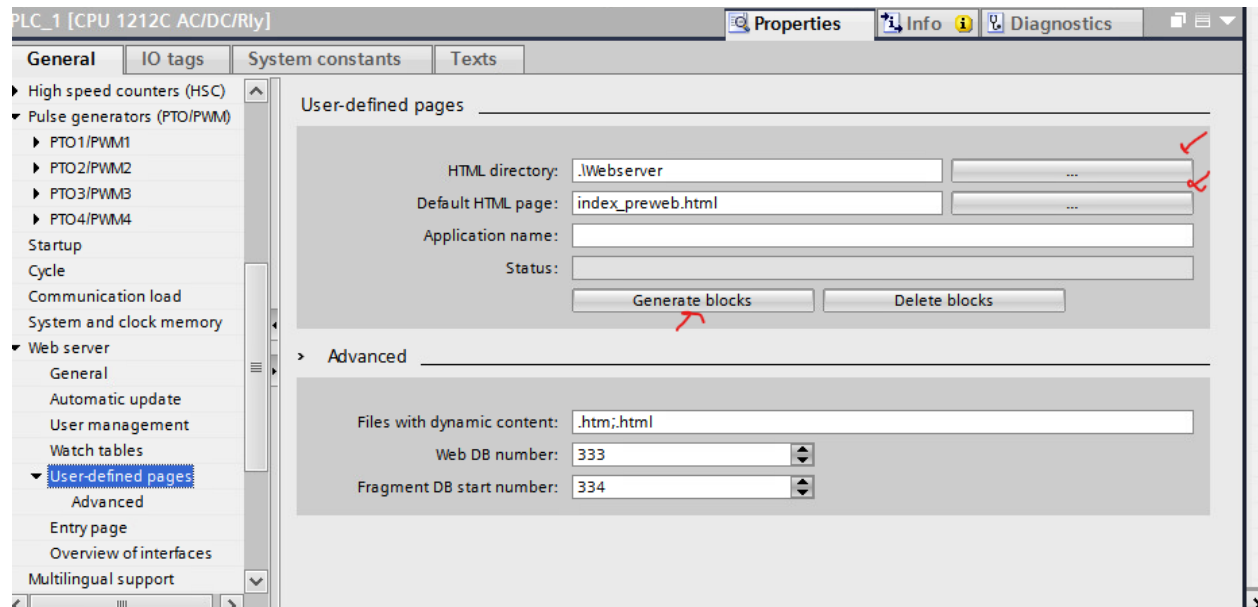 PLC_1 [CPU 1212C AC/DC/Rly]
Properties
Info
Diagnostics
General
IO tags
System constants
Texts
High speed counters (HSC)
Pulse generators (PTO/PWM)
PTO1/PWM1
PTO2/PWM2
PTO3/PWM3
PTO4/PWM4
Startup
Cycle
Communication load
System and clock memory
Web server
General
Automatic update
User management
Watch tables
User-defined pages
Advanced
Entry page
Overview of interfaces
Multilingual support
User-defined pages
HTML directory: .\Webserver ...
Default HTML page: index_preweb.html ...
Application name:
Status:
Generate blocks Delete blocks
> Advanced
Files with dynamic content: .htm;.html
Web DB number: 333
Fragment DB start number: 334